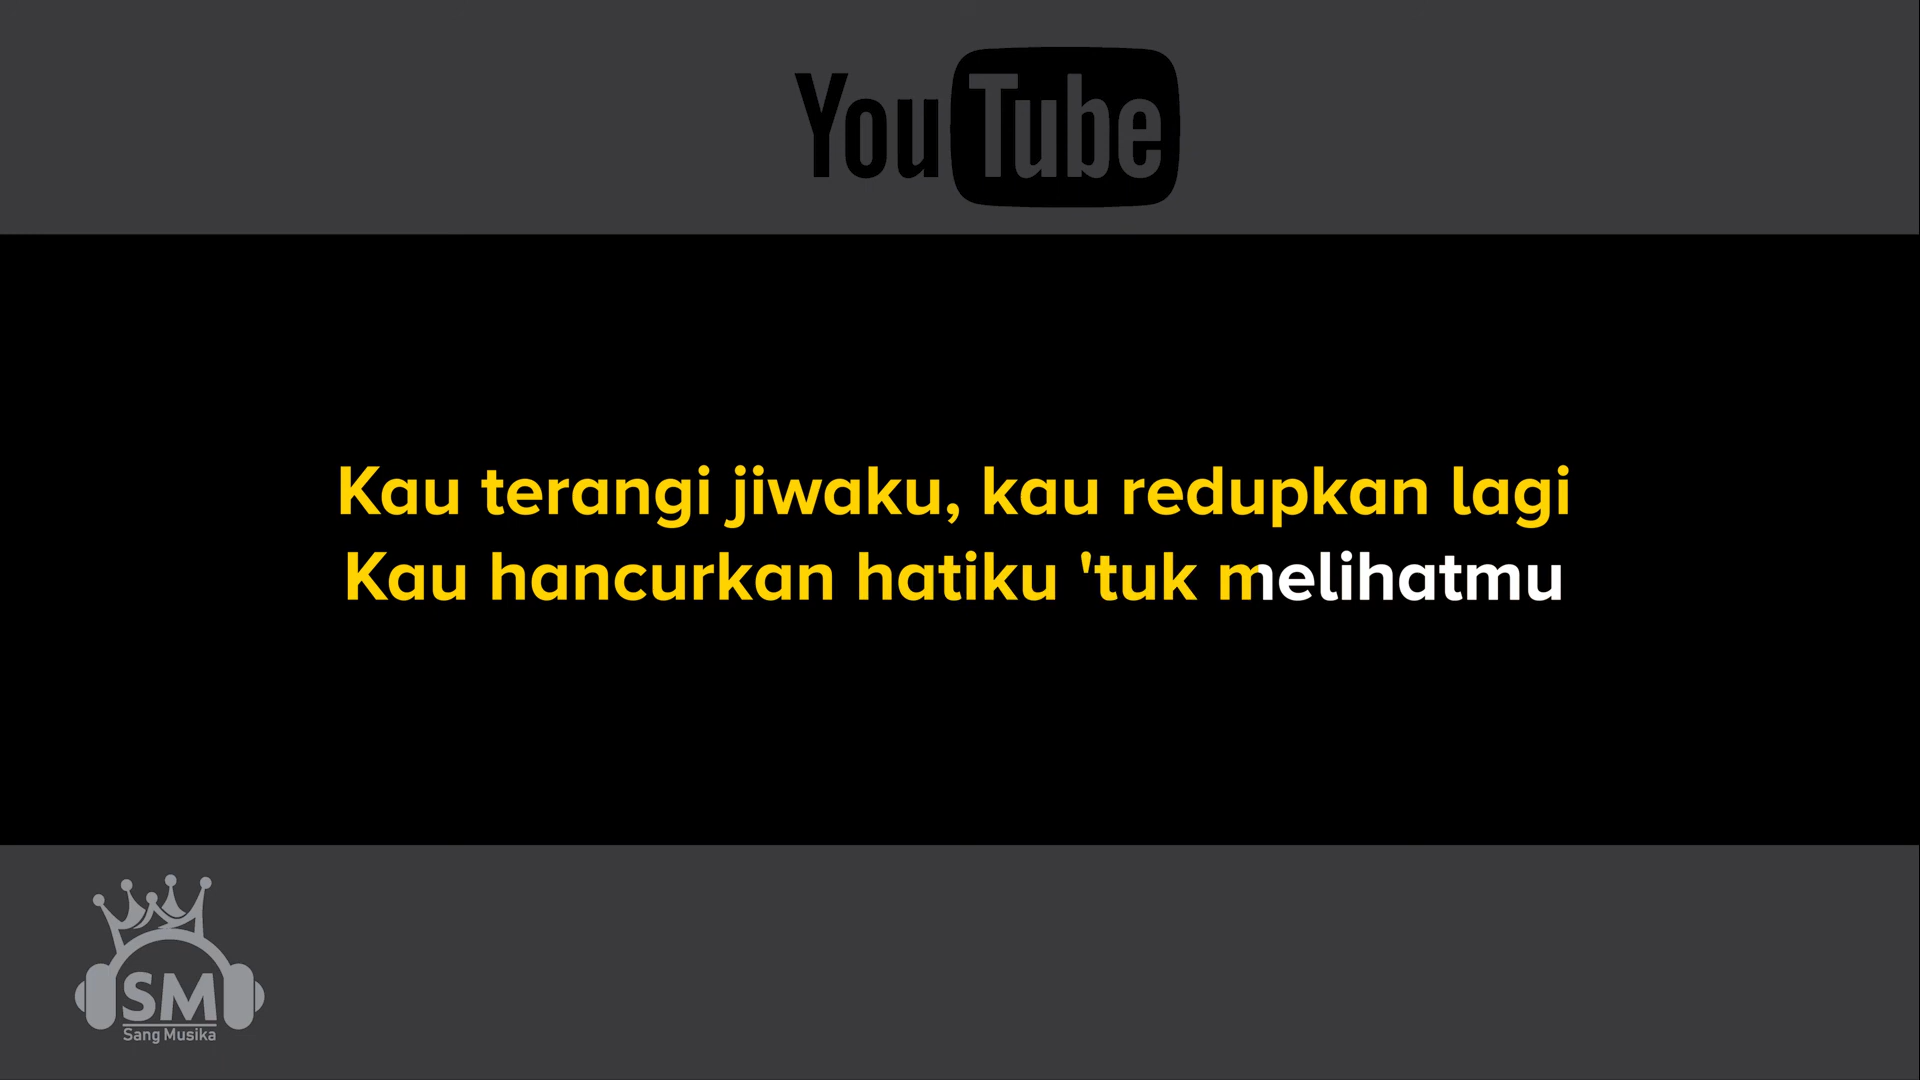 YouTube
Kau terangi jiwaku, kau redupkan lagi
Kau hancurkan hatiku 'tuk melihatmu
SM
Sang Musika